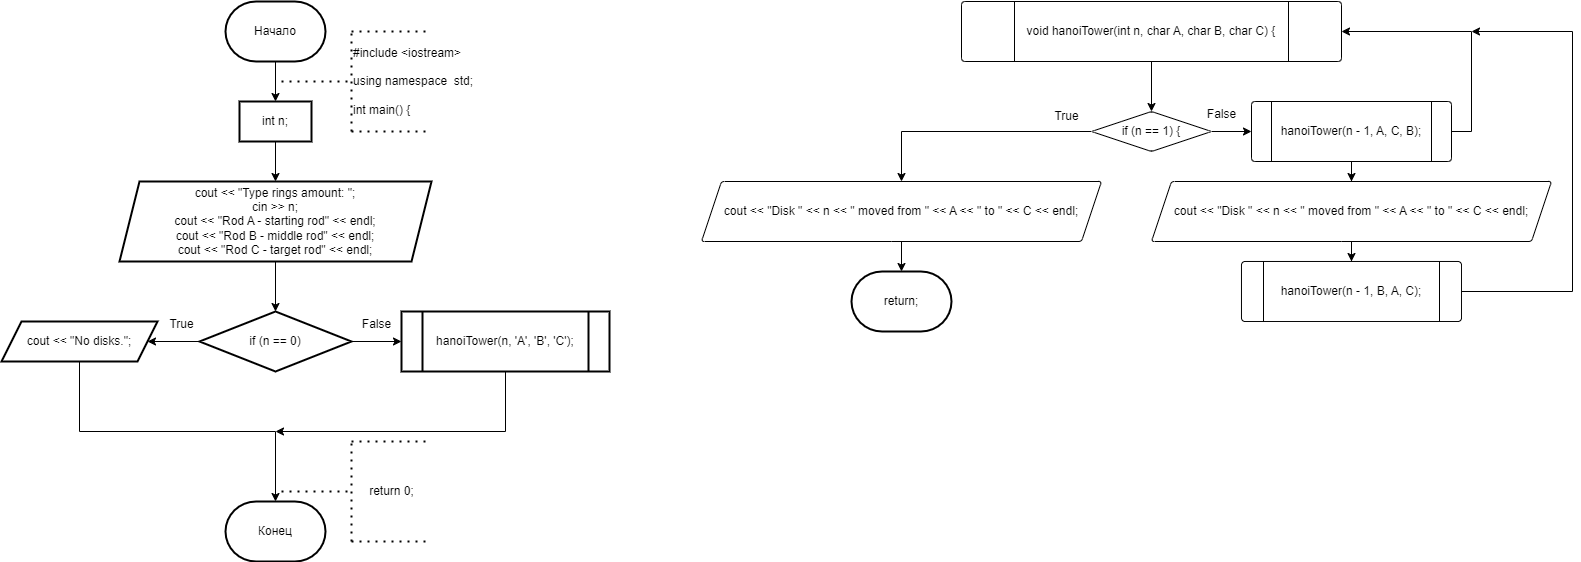 Начало
#include <iostream>
using namespace  std;
int main() {
int n;
cout << "Type rings amount: ";
cin >> n;
cout << "Rod A - starting rod" << endl;
cout << "Rod B - middle rod" << endl;
cout << "Rod C - target rod" << endl;
True
if (n == 0)
False
cout << "No disks.";
hanoiTower(n, 'A', 'B', 'C');
return 0;
Конец
void hanoiTower(int n, char A, char B, char C) {
True
if (n == 1) {
False
hanoiTower(n - 1, A, C, B);
cout << "Disk " << n << " moved from " << A << " to " << C << endl;
cout << "Disk " << n << " moved from " << A << " to " << C << endl;
return;
hanoiTower(n - 1, B, A, C);